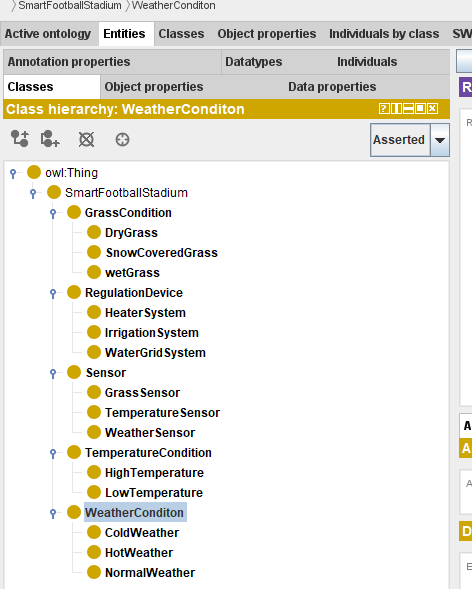 SmartFootballStadium 〉WeatherConditon
Active ontology Entities Classes Object properties Individuals by class SW
Annotation properties Datatypes Individuals
Classes Object properties Data properties
Class hierarchy: WeatherConditon
Asserted
owl:Thing
SmartFootballStadium
GrassCondition
DryGrass
SnowCoveredGrass
wetGrass
RegulationDevice
HeaterSystem
IrrigationSystem
WaterGridSystem
Sensor
GrassSensor
TemperatureSensor
WeatherSensor
TemperatureCondition
HighTemperature
LowTemperature
WeatherConditon
ColdWeather
HotWeather
NormalWeather